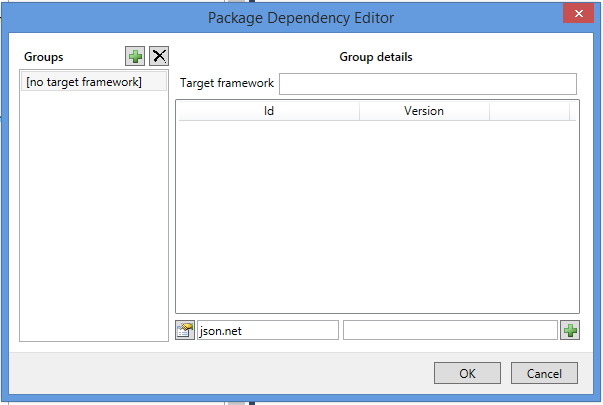 Package Dependency Editor
Groups
Group details
[no target framework]
Target framework
Id Version
json.net
OK Cancel